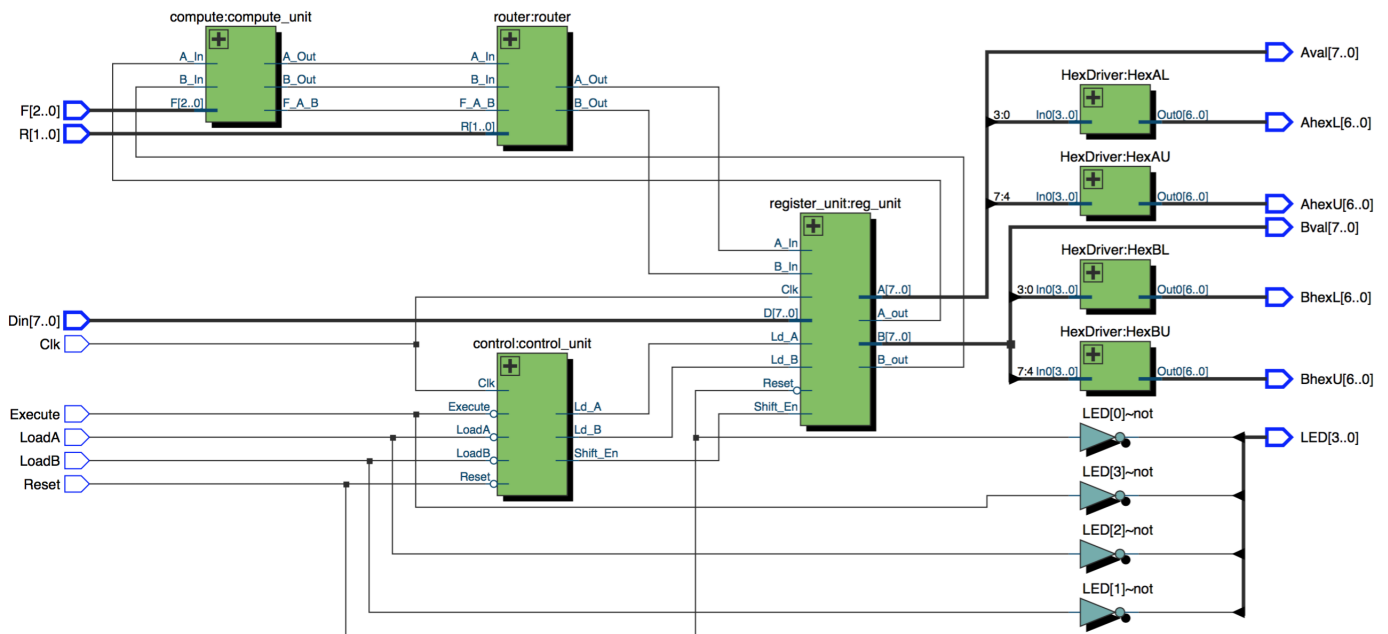 compute:compute_unit
A_In
B_In
F[2..0]
A_Out
B_Out
F_A_B
router:router
A_In
B_In
F_A_B
R[1..0]
A_Out
B_Out
F[2..0]
R[1..0]
Din[7..0]
Clk
Execute
LoadA
LoadB
Reset
control:control_unit
Clk
Execute
LoadA
LoadB
Reset
Ld_A
Ld_B
Shift_En
register_unit:reg_unit
A_In
B_In
Clk
D[7..0]
Ld_A
Ld_B
Reset
Shift_En
A[7..0]
A_out
B[7..0]
B_out
Aval[7..0]
HexDriver:HexAL
3:0
In0[3..0]
Out0[6..0]
AhexL[6..0]
HexDriver:HexAU
7:4
In0[3..0]
Out0[6..0]
AhexU[6..0]
Bval[7..0]
HexDriver:HexBL
3:0
In0[3..0]
Out0[6..0]
BhexL[6..0]
HexDriver:HexBU
7:4
In0[3..0]
Out0[6..0]
BhexU[6..0]
LED[0]~not
LED[3..0]
LED[3]~not
LED[2]~not
LED[1]~not